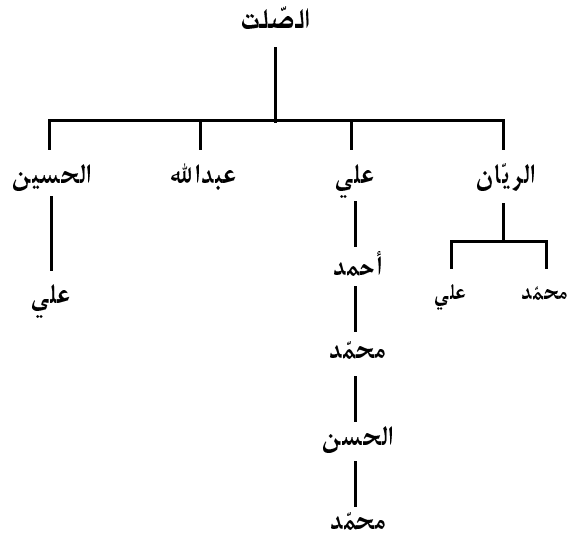 الصّلت
الريّان علي عبدالله الحسين
محمّد علي أحمد علي
محمّد
الحسن
محمّد